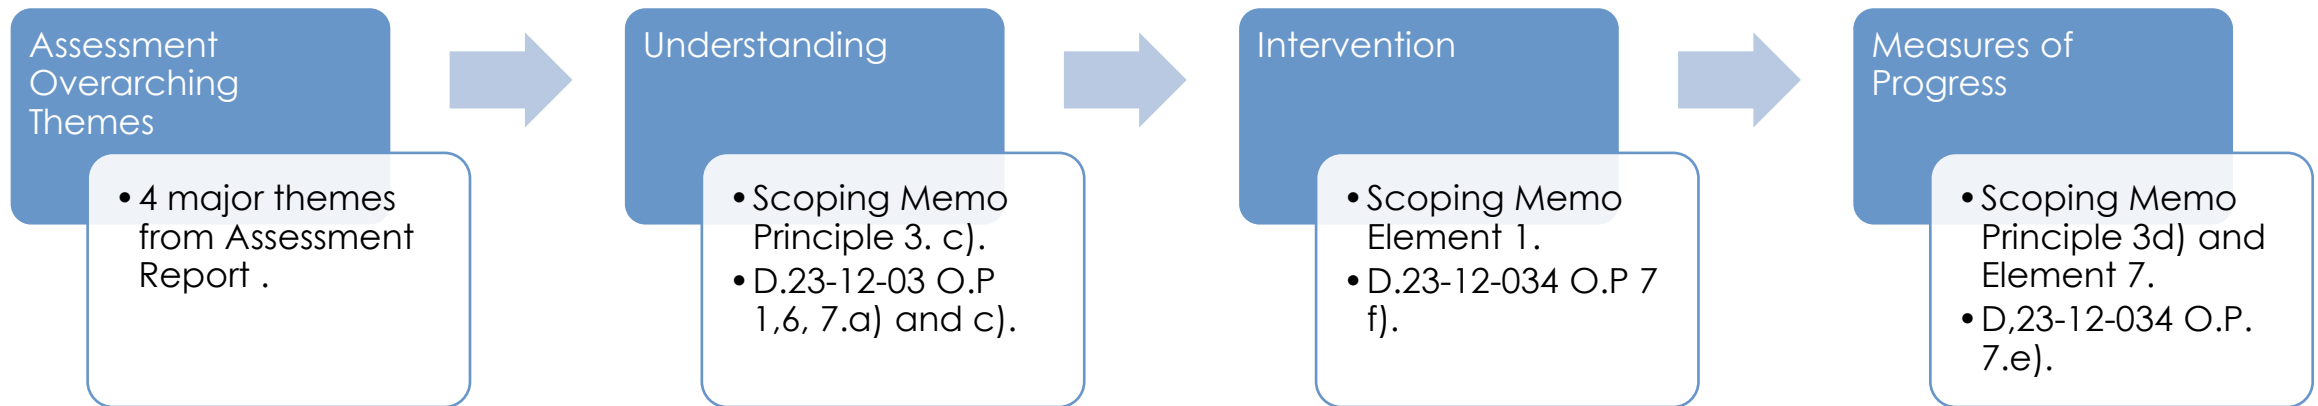 Assessment
Overarching
Themes
• 4 major themes
from Assessment
Report .
Understanding
• Scoping Memo
Principle 3. c).
• D.23-12-03 O.P
1,6, 7.a) and c).
Intervention
• Scoping Memo
Element 1.
• D.23-12-034 O.P 7
f).
Measures of
Progress
• Scoping Memo
Principle 3d) and
Element 7.
• D,23-12-034 O.P.
7.e).